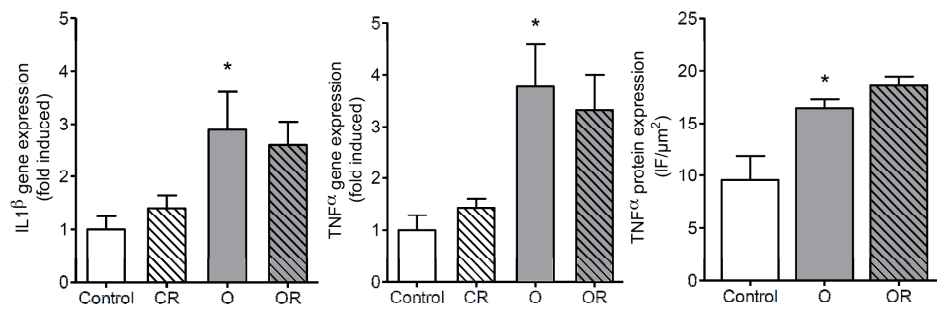 IL1β gene expression
(fold induced)
5
4
3
2
1
0
*
Control CR O OR
TNFα gene expression
(fold induced)
5
4
3
2
1
0
*
Control CR O OR
TNFα protein expression
(IF/µm²)
25
20
15
10
5
0
*
Control O OR